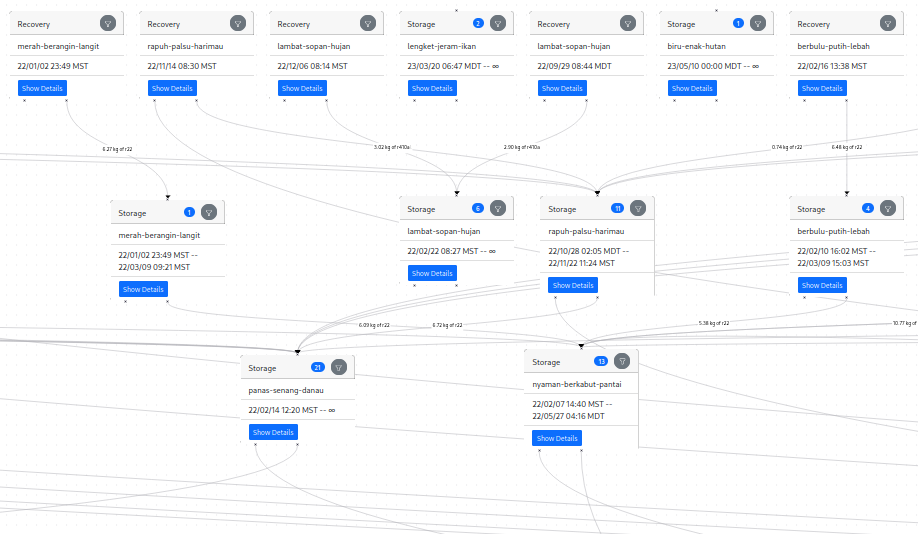 Recovery
merah-berangin-langit
22/01/02 23:49 MST
Show Details
Recovery
rapuh-palsu-harimau
22/11/14 08:30 MST
Show Details
Recovery
lambat-sopan-hujan
22/12/06 08:14 MST
Show Details
Storage 2
lengket-jeram-ikan
23/03/20 06:47 MDT -- ∞
Show Details
Recovery
lambat-sopan-hujan
22/09/29 08:44 MDT
Show Details
Storage 1
biru-enak-hutan
23/05/10 00:00 MDT -- ∞
Show Details
Recovery
berbulu-putih-lebah
22/02/16 13:38 MST
Show Details
6.27 kg of r22
3.02 kg of r410a
2.90 kg of r410a
0.74 kg of r22
6.48 kg of r22
Storage 1
merah-berangin-langit
22/01/02 23:49 MST --
22/03/09 09:21 MST
Show Details
Storage 6
lambat-sopan-hujan
22/02/22 08:27 MST -- ∞
Show Details
Storage 11
rapuh-palsu-harimau
22/10/28 02:05 MDT --
22/11/22 11:24 MST
Show Details
Storage 4
berbulu-putih-lebah
22/02/10 16:02 MST --
22/03/09 15:03 MST
Show Details
6.09 kg of r22
6.72 kg of r22
5.38 kg of r22
10.77 kg of
Storage 21
panas-senang-danau
22/02/14 12:20 MST -- ∞
Show Details
Storage 13
nyaman-berkabut-pantai
22/02/07 14:40 MST --
22/05/27 04:16 MDT
Show Details